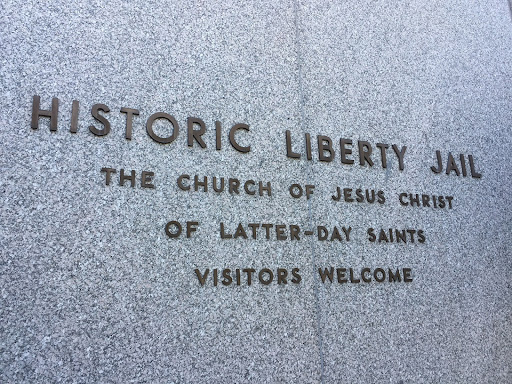 HISTORIC LIBERTY JAIL
THE CHURCH OF JESUS CHRIST
OF LATTER-DAY SAINTS
VISITORS WELCOME